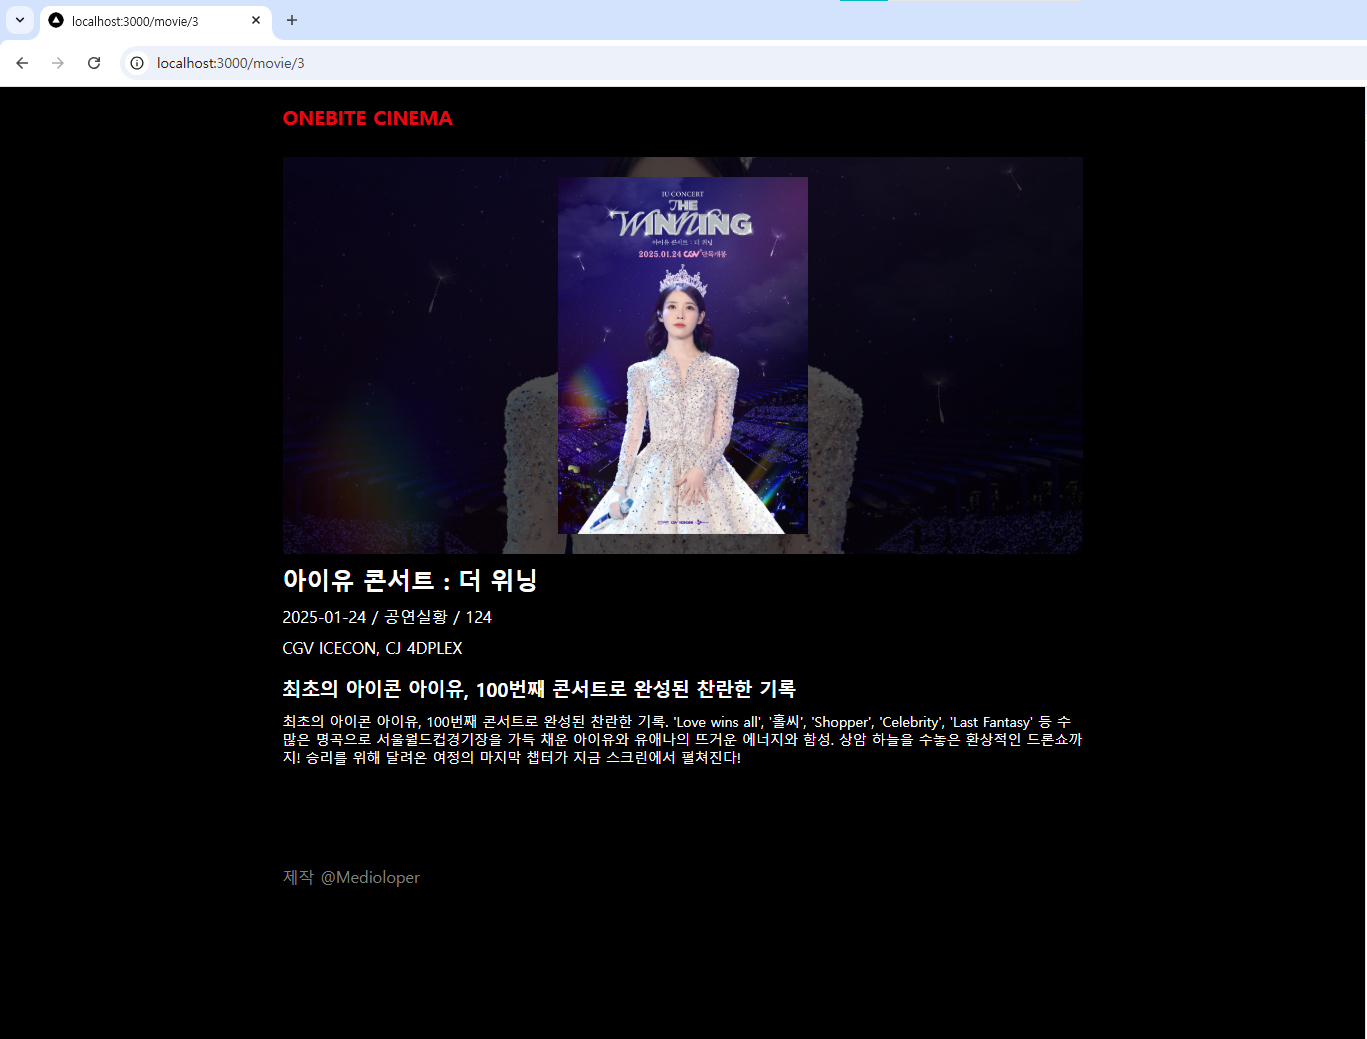 localhost:3000/movie/3
localhost:3000/movie/3
ONEBITE CINEMA
IU CONCERT
THE
WINNING
아이유 콘서트 : 더 위닝
2025.01.24 CGV 단독개봉
아이유 콘서트 : 더 위닝
2025-01-24 / 공연실황 / 124
CGV ICECON, CJ 4DPLEX
최초의 아이콘 아이유, 100번째 콘서트로 완성된 찬란한 기록
최초의 아이콘 아이유, 100번째 콘서트로 완성된 찬란한 기록. 'Love wins all', '홀씨', 'Shopper', 'Celebrity', 'Last Fantasy' 등 수
많은 명곡으로 서울월드컵경기장을 가득 채운 아이유와 유애나의 뜨거운 에너지와 함성. 상암 하늘을 수놓은 환상적인 드론쇼까
지! 승리를 위해 달려온 여정의 마지막 챕터가 지금 스크린에서 펼쳐진다!
제작 @Medioloper